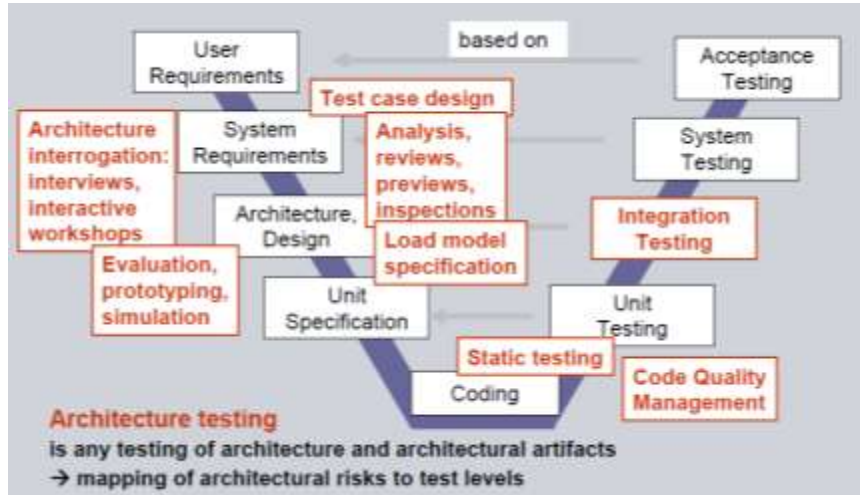 User
Requirements
based on
Acceptance
Testing
Test case design
Architecture
interrogation:
interviews,
interactive
workshops
System
Requirements
Analysis,
reviews,
previews,
inspections
System
Testing
Architecture,
Design
Load model
specification
Integration
Testing
Evaluation,
prototyping,
simulation
Unit
Specification
Unit
Testing
Static testing
Coding
Code Quality
Management
Architecture testing
is any testing of architecture and architectural artifacts
→ mapping of architectural risks to test levels